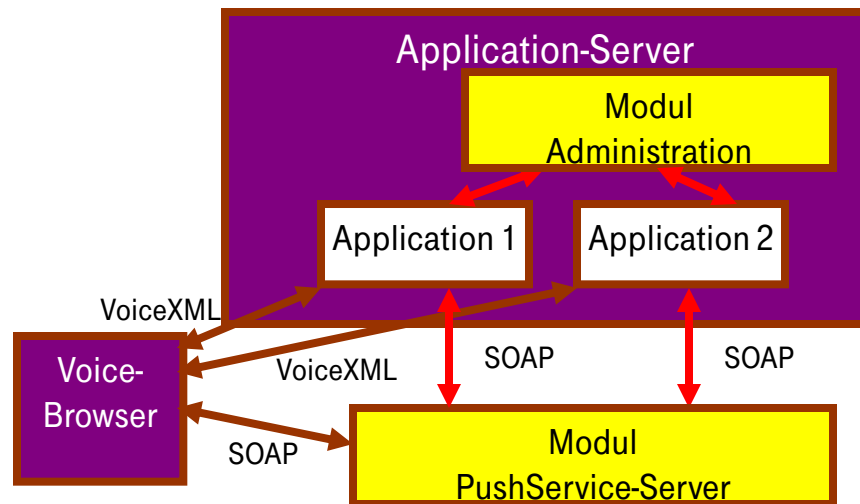 Application-Server
Modul
Administration
Application 1
Application 2
VoiceXML
Voice-
Browser
VoiceXML
SOAP
SOAP
SOAP
Modul
PushService-Server